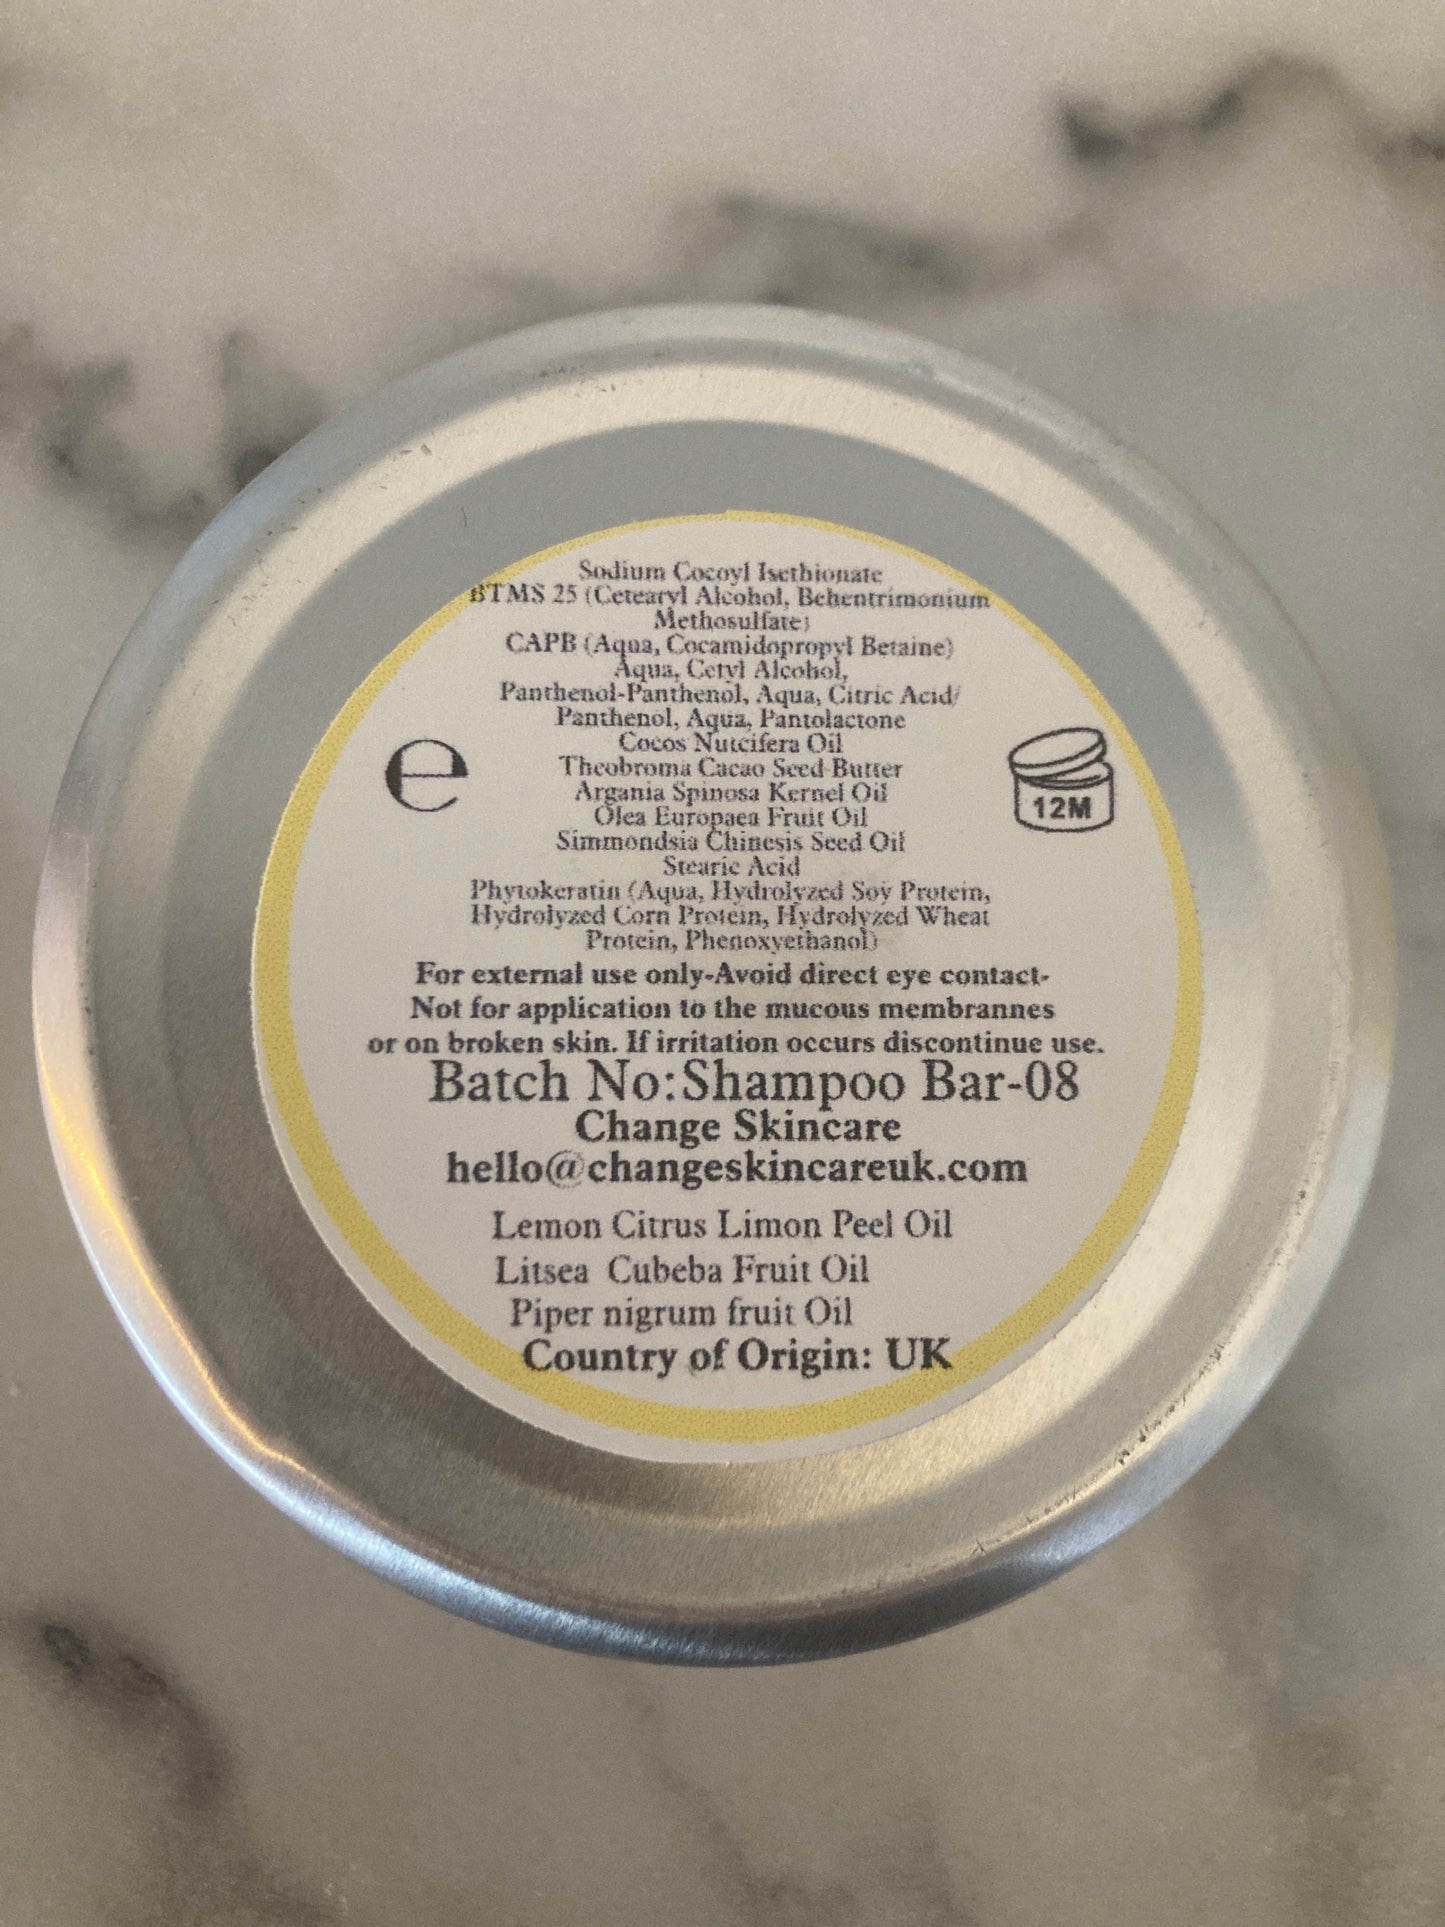 Sodium Cocoyl Isethionate
BTMS 25 (Cetearyl Alcohol, Behentrimonium
Methosulfate)
CAPB (Aqua, Cocamidopropyl Betaine)
Aqua, Cetyl Alcohol,
Panthenol-Panthenol, Aqua, Citric Acid/
Panthenol, Aqua, Pantolactone
Cocos Nutcifera Oil
Theobroma Cacao Seed Butter
Argania Spinosa Kernel Oil
Olea Europaea Fruit Oil
Simmondsia Chinesis Seed Oil
Stearic Acid
Phytokeratin (Aqua, Hydrolyzed Soy Protein,
Hydrolyzed Corn Protein, Hydrolyzed Wheat
Protein, Phenoxyethanol)
e
12M
For external use only-Avoid direct eye contact-
Not for application to the mucous membrannes
or on broken skin. If irritation occurs discontinue use.
Batch No:Shampoo Bar-08
Change Skincare
hello@changeskincareuk.com
Lemon Citrus Limon Peel Oil
Litsea Cubeba Fruit Oil
Piper nigrum fruit Oil
Country of Origin: UK